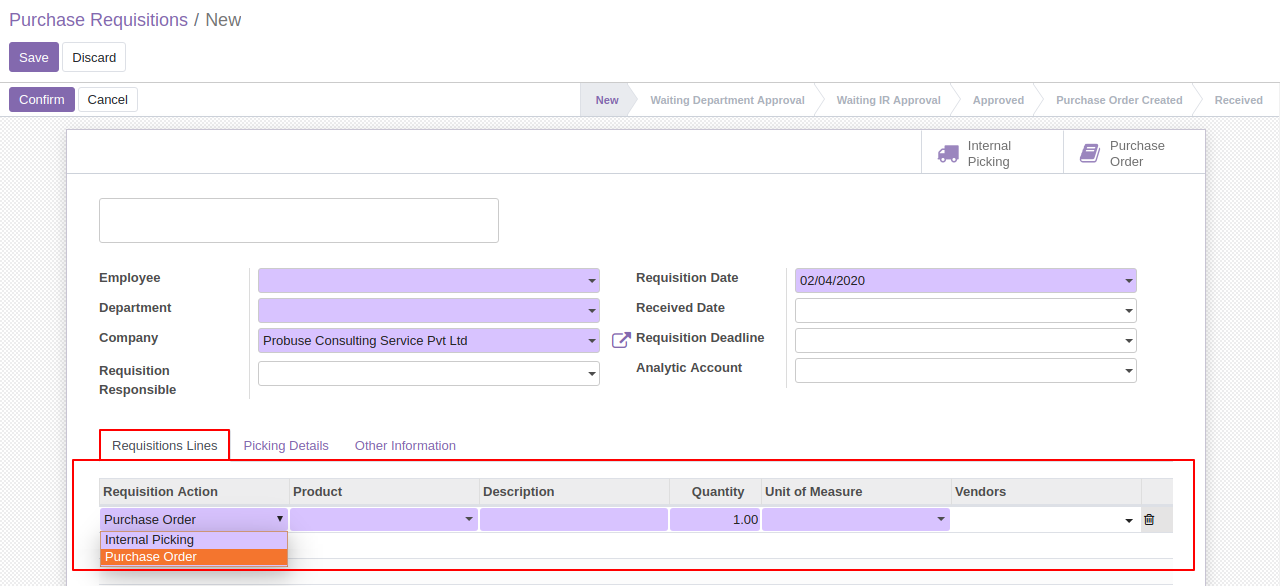 Purchase Requisitions / New
Save Discard
Confirm Cancel New Waiting Department Approval Waiting IR Approval Approved Purchase Order Created Received
Internal Picking
Purchase Order
Employee
Requisition Date 02/04/2020
Department
Received Date
Company Probuse Consulting Service Pvt Ltd
Requisition Deadline
Requisition Responsible
Analytic Account
Requisitions Lines Picking Details Other Information
Requisition Action Product Description Quantity Unit of Measure Vendors
Purchase Order 1.00
Internal Picking
Purchase Order